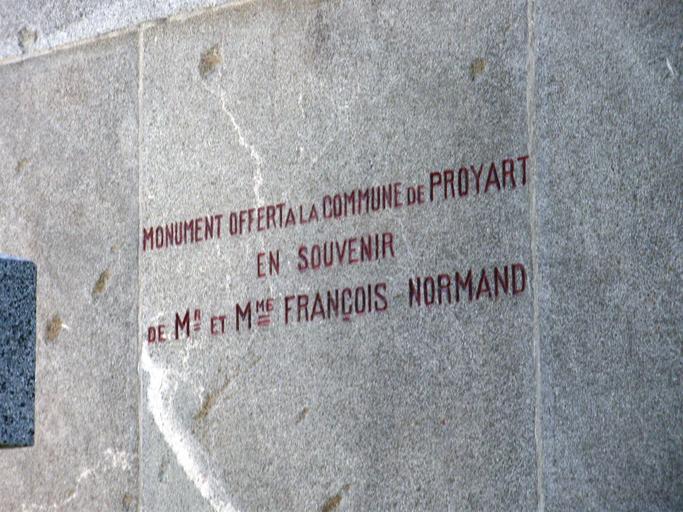 MONUMENT OFFERT A LA COMMUNE DE PROYART
EN SOUVENIR
DE MR ET MME FRANÇOIS NORMAND